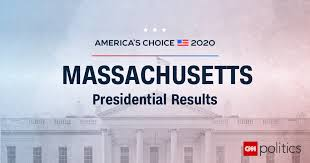 AMERICA'S CHOICE 2020
MASSACHUSETTS
Presidential Results
CNN politics